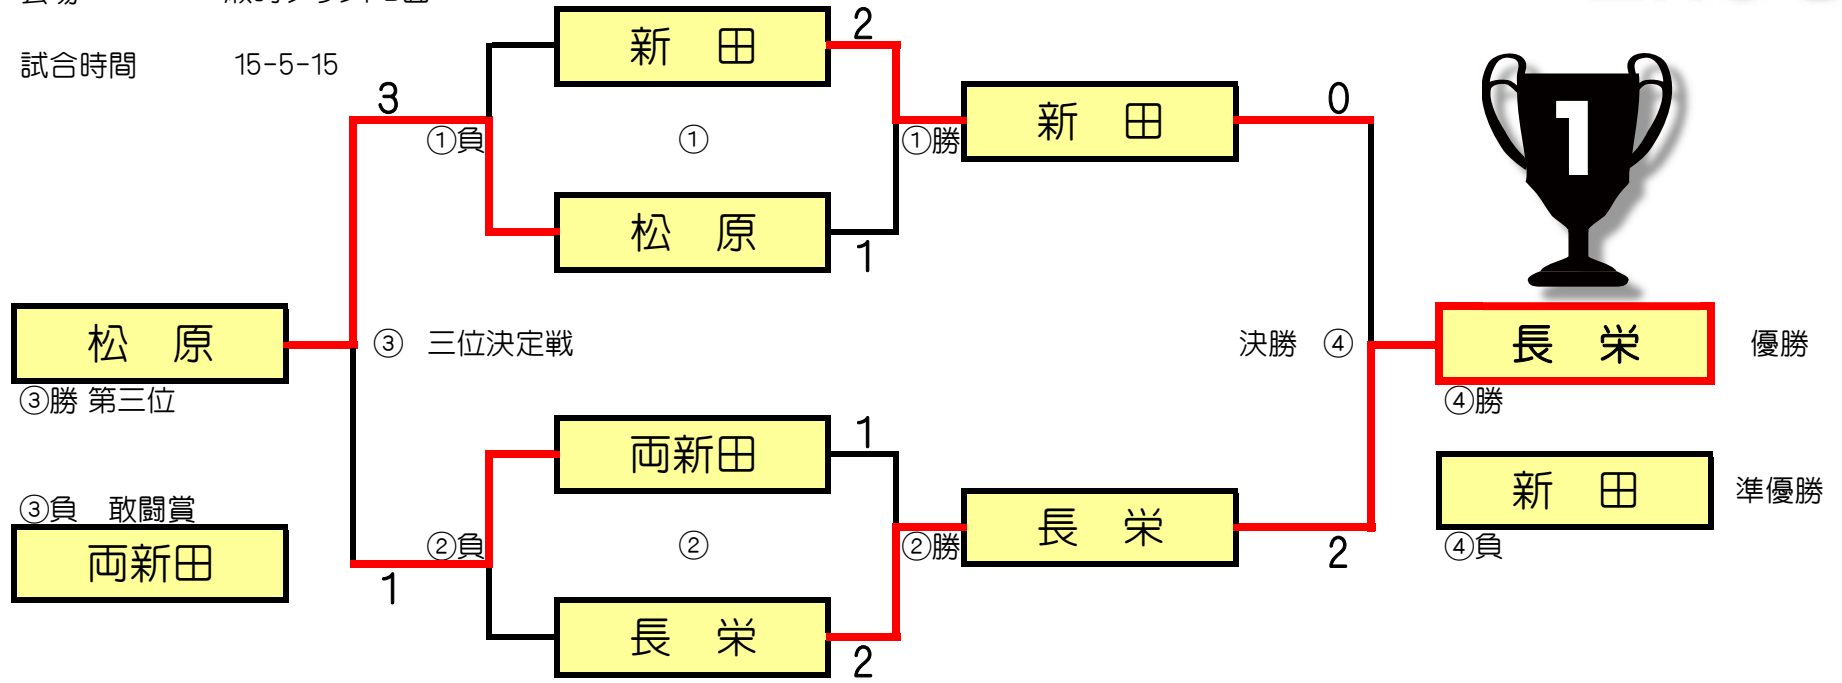 試合時間 15-5-15
新 田
2
3
0
1
①負
①
①勝
新 田
松 原
1
松 原
③ 三位決定戦
決勝 ④
長 栄
優勝
③勝 第三位
④勝
両新田
1
新 田
準優勝
③負 敢闘賞
長 栄
両新田
②負
②
②勝
2
④負
1
長 栄
2